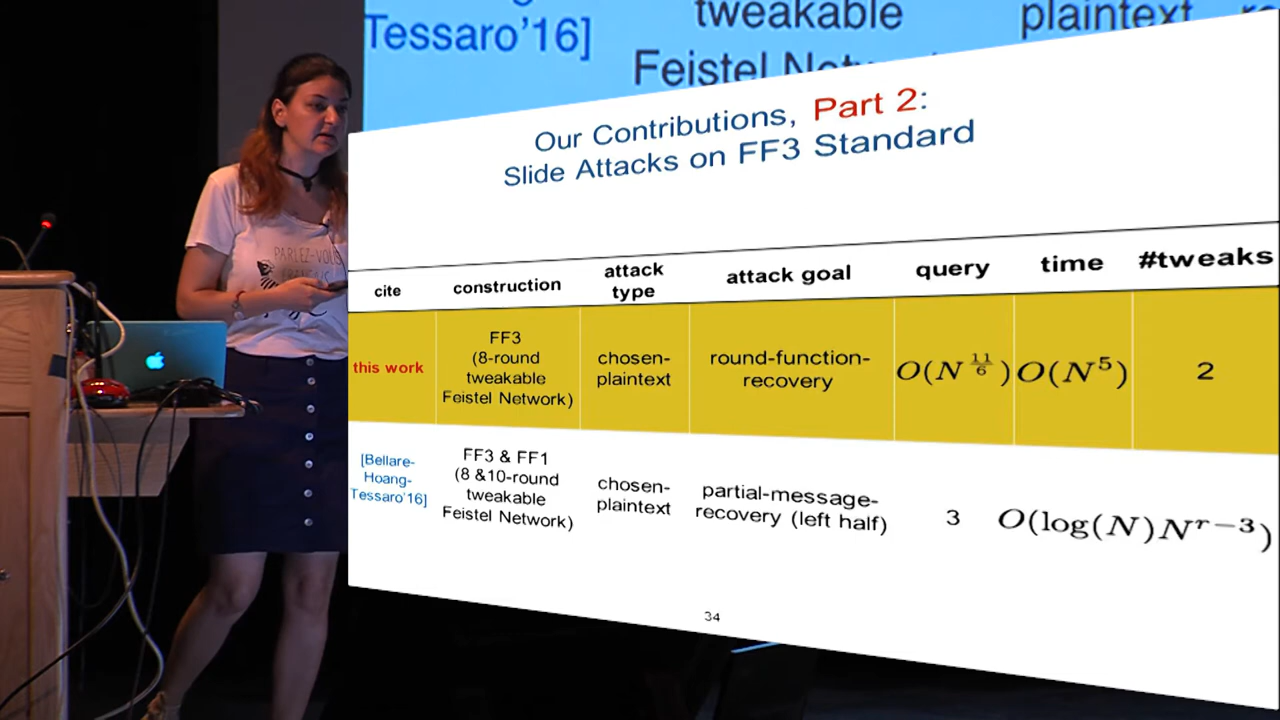 Tessaro'16]
tweakable
plaintext
Feistel
Our Contributions, Part 2:
Slide Attacks on FF3 Standard
cite
construction
attack
type
attack goal
query
time
#tweaks
this work
FF3
(8-round
tweakable
Feistel Network)
chosen-
plaintext
round-function-
recovery
O(N^{11/6})
O(N^5)
2
[Bellare-
Hoang-
Tessaro'16]
FF3 & FF1
(8 &10-round
tweakable
Feistel Network)
chosen-
plaintext
partial-message-
recovery (left half)
3
O(log(N)N^{r-3})
34
PARLEZ-VOUS
FRANÇAIS